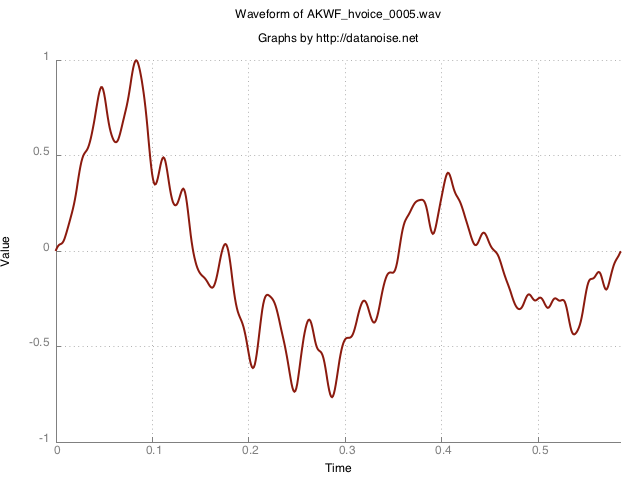 Waveform of AKWF_hvoice_0005.wav
Graphs by http://datanoise.net
1
0.5
0
-0.5
-1
Value
0 0.1 0.2 0.3 0.4 0.5
Time